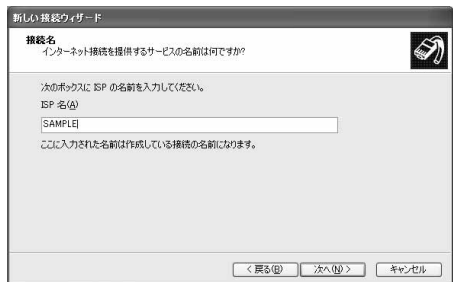 新しい接続ウィザード
接続名
インターネット接続を提供するサービスの名前は何ですか?
次のボックスに ISP の名前を入力してください。
ISP 名(A)
SAMPLE
ここに入力された名前は作成している接続の名前になります。
< 戻る(B) 次へ(N) > キャンセル